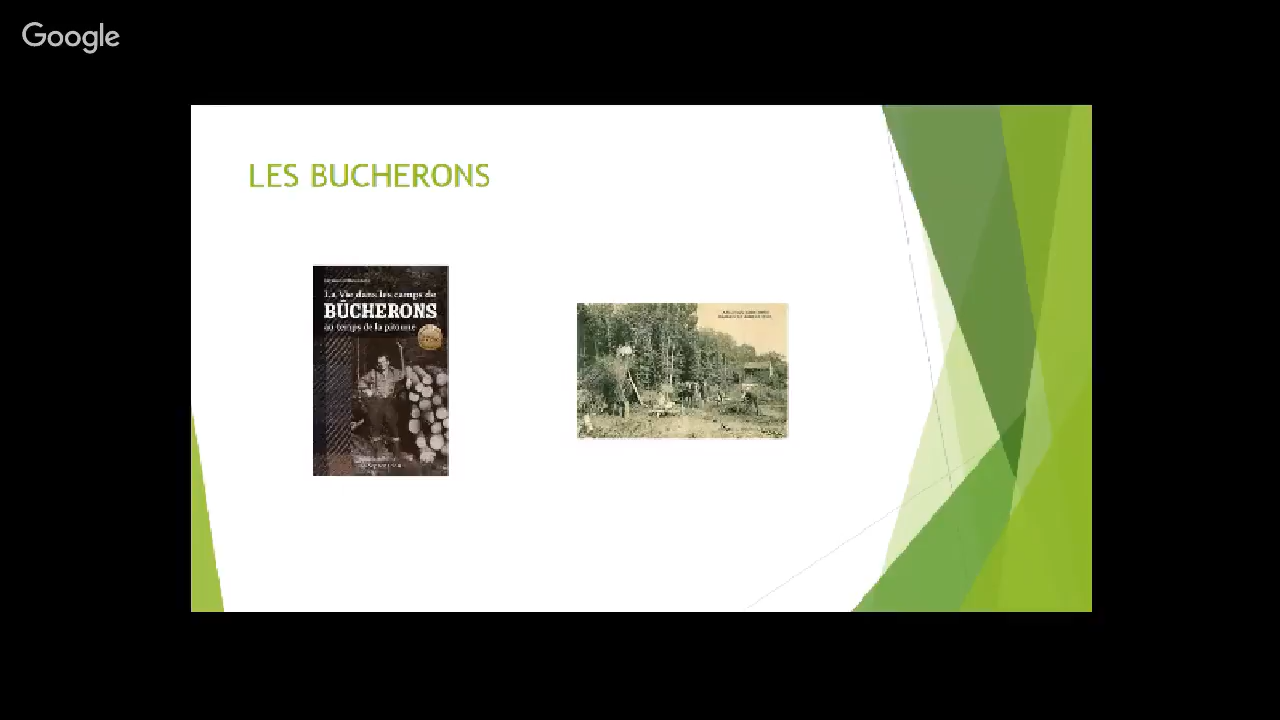 Google
LES BUCHERONS
La Vie dans les camps de
BÛCHERONS
au temps de la pitoune